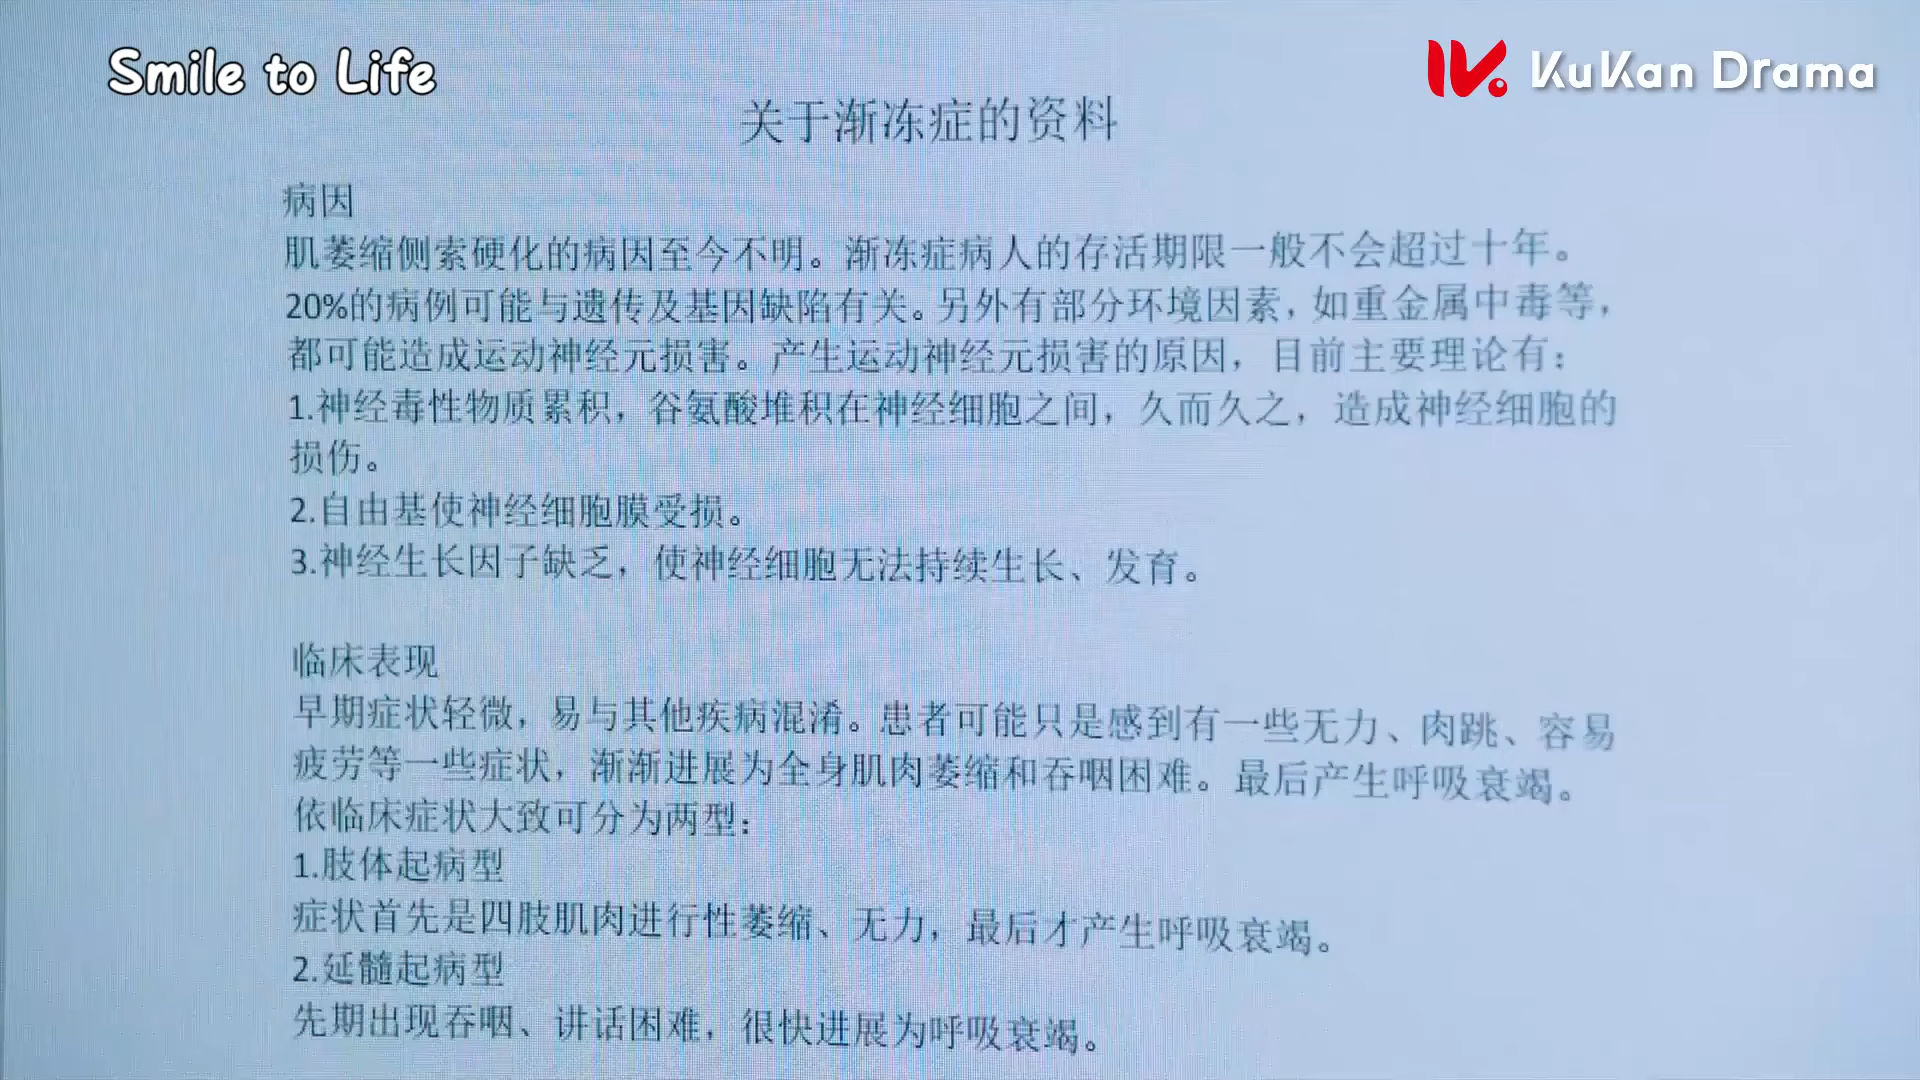 Smile to Life
KuKan Drama
关于渐冻症的资料
病因
肌萎缩侧索硬化的病因至今不明。渐冻症病人的存活期限一般不会超过十年。
20%的病例可能与遗传及基因缺陷有关。另外有部分环境因素，如重金属中毒等，
都可能造成运动神经元损害。产生运动神经元损害的原因，目前主要理论有：
1.神经毒性物质累积，谷氨酸堆积在神经细胞之间，久而久之，造成神经细胞的
损伤。
2.自由基使神经细胞膜受损。
3.神经生长因子缺乏，使神经细胞无法持续生长、发育。
临床表现
早期症状轻微，易与其他疾病混淆。患者可能只是感到有一些无力、肉跳、容易
疲劳等一些症状，渐渐进展为全身肌肉萎缩和吞咽困难。最后产生呼吸衰竭。
依临床症状大致可分为两型：
1.肢体起病型
症状首先是四肢肌肉进行性萎缩、无力，最后才产生呼吸衰竭。
2.延髓起病型
先期出现吞咽、讲话困难，很快进展为呼吸衰竭。